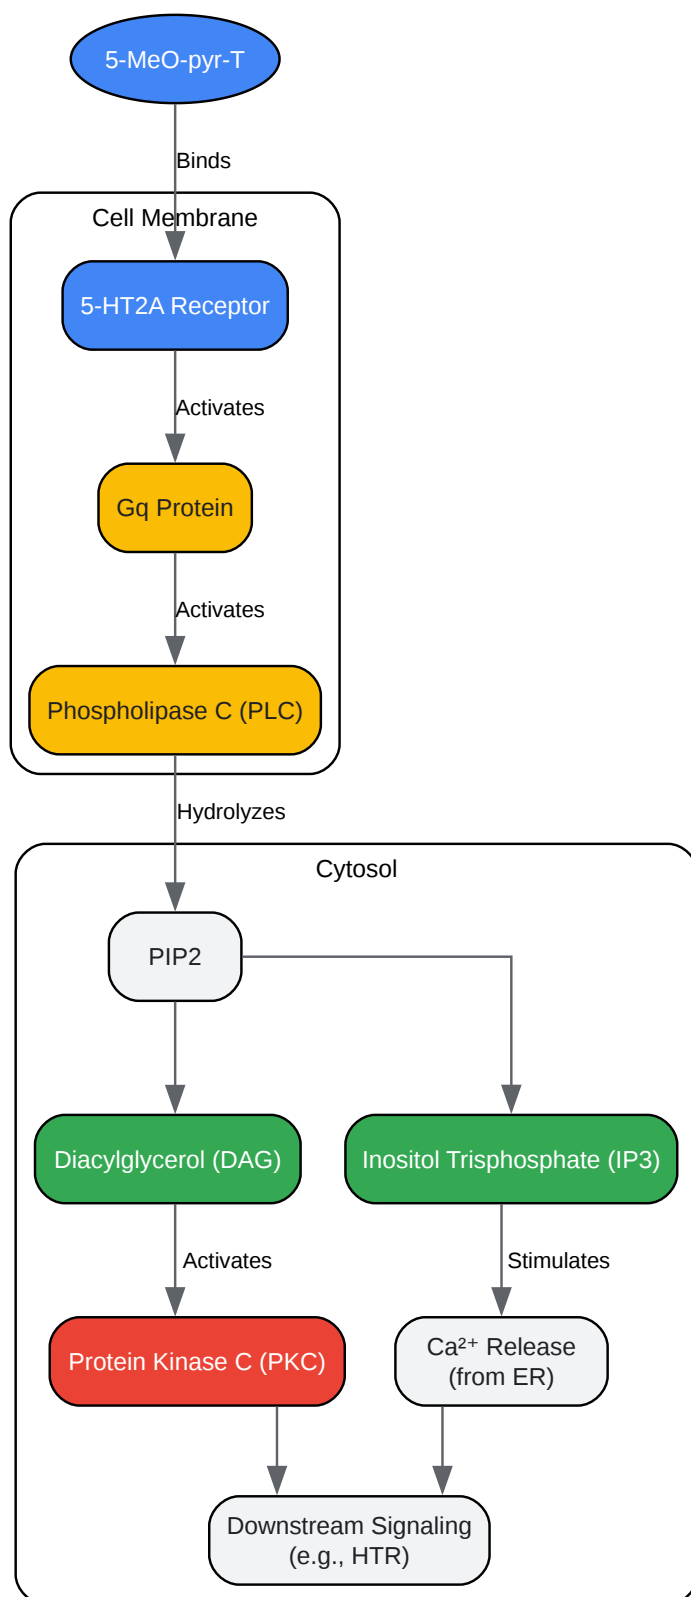 5-MeO-pyr-T
Binds
Cell Membrane
5-HT2A Receptor
Activates
Gq Protein
Activates
Phospholipase C (PLC)
Hydrolyzes
Cytosol
PIP2
Diacylglycerol (DAG)
Inositol Trisphosphate (IP3)
Activates
Stimulates
Protein Kinase C (PKC)
Ca²⁺ Release
(from ER)
Downstream Signaling
(e.g., HTR)